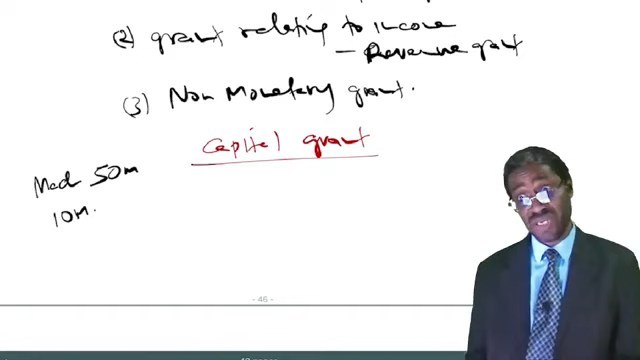 (2) grant relating to income
- Revenue grant
(3) Non Monetary grant.
Capital grant
Mach 50m
10m.
- 46 -